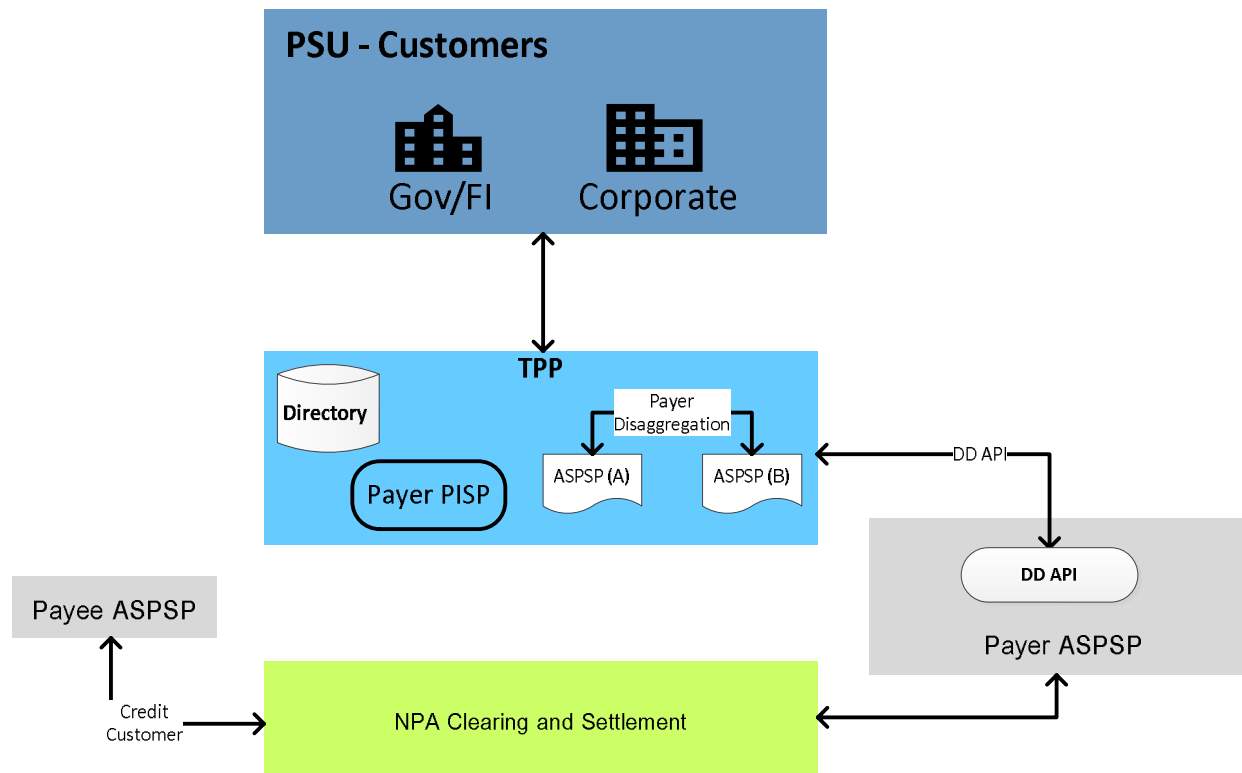 PSU - Customers
Gov/FI
Corporate
TPP
Directory
Payer
Disaggregation
ASPSP (A)
ASPSP (B)
Payer PISP
DD API
DD API
Payer ASPSP
Payee ASPSP
Credit
Customer
NPA Clearing and Settlement